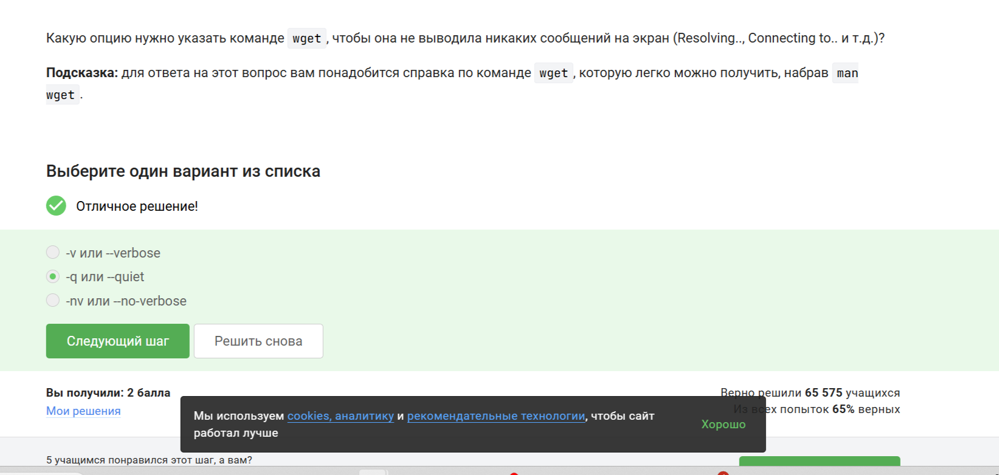 Какую опцию нужно указать команде wget, чтобы она не выводила никаких сообщений на экран (Resolving.., Connecting to.. и т.д.)?
Подсказка: для ответа на этот вопрос вам понадобится справка по команде wget, которую легко можно получить, набрав man
wget.
Выберите один вариант из списка
Отличное решение!
-v или --verbose
-q или --quiet
-nv или --no-verbose
Следующий шаг Решить снова
Вы получили: 2 балла
Мои решения
Верно решили 65 575 учащихся
Из всех попыток 65% верных
Мы используем cookies, аналитику и рекомендательные технологии, чтобы сайт
работал лучше
Хорошо
5 учащимся понравился этот шаг, а вам?